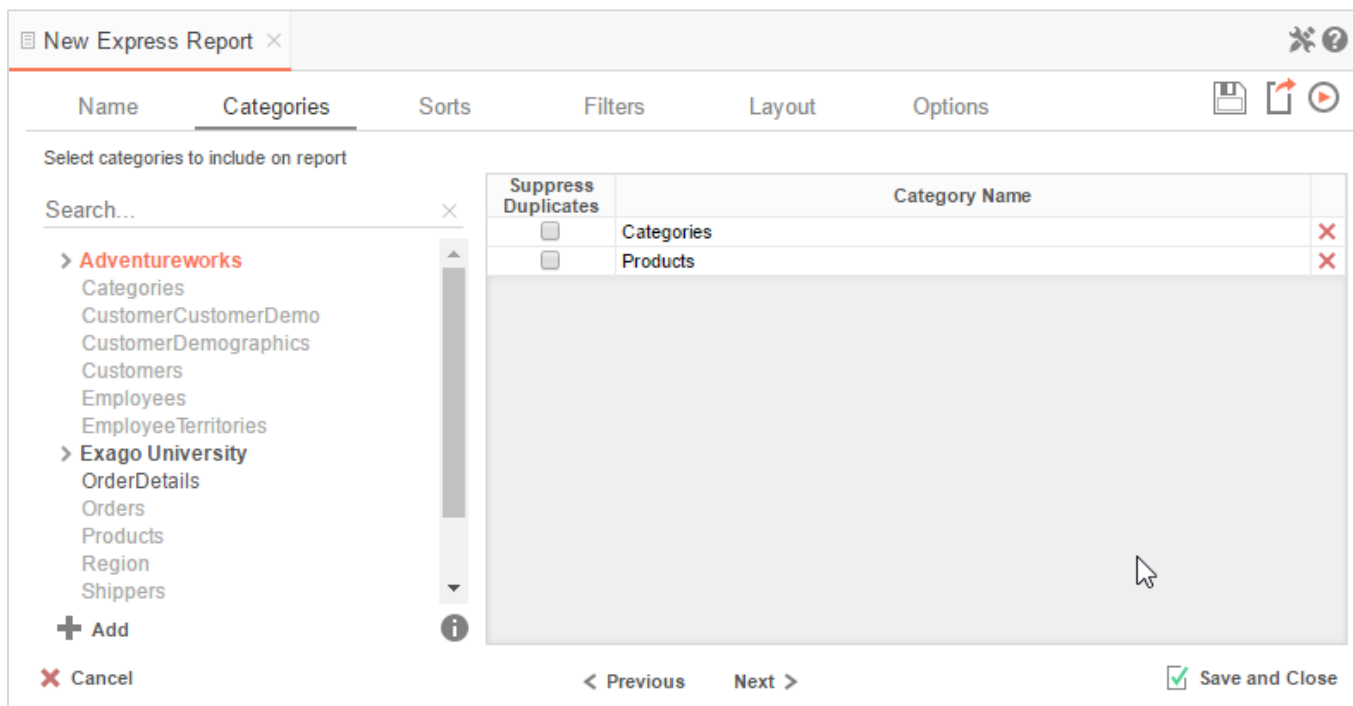 New Express Report
Name Categories Sorts Filters Layout Options
Select categories to include on report
Search...
Adventureworks
Categories
CustomerCustomerDemo
CustomerDemographics
Customers
Employees
EmployeeTerritories
Exago University
OrderDetails
Orders
Products
Region
Shippers
Add
Suppress
Duplicates
Category Name
Categories
Products
Cancel
< Previous
Next >
Save and Close